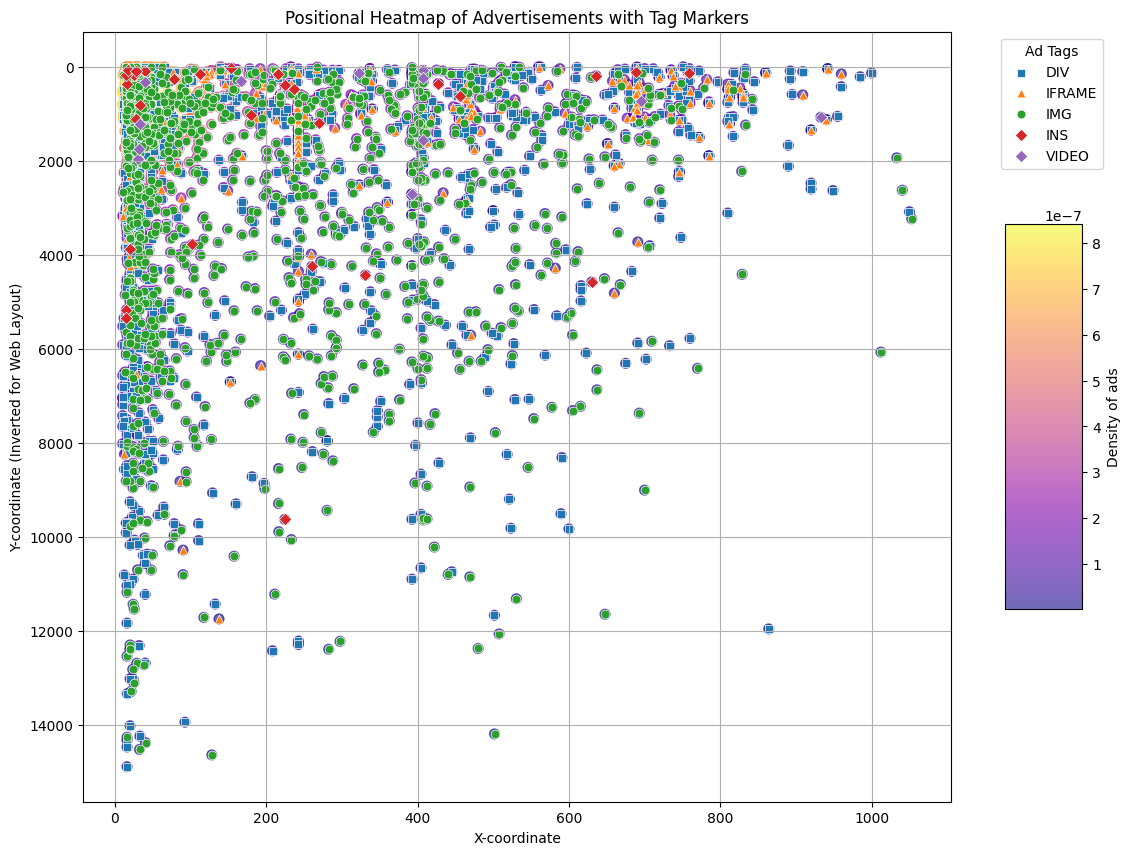 Positional Heatmap of Advertisements with Tag Markers
Y-coordinate (Inverted for Web Layout)
0
2000
4000
6000
8000
10000
12000
14000
0
200
400
600
800
1000
X-coordinate
Ad Tags
DIV
IFRAME
IMG
INS
VIDEO
1e-7
8
7
6
5
4
3
2
1
Density of ads